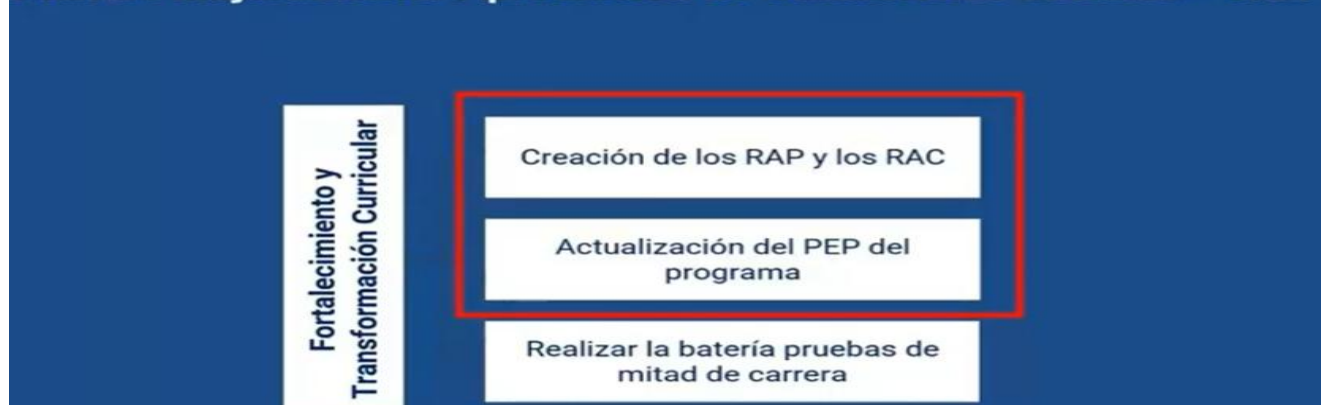 Fortalecimiento y
Transformación Curricular
Creación de los RAP y los RAC
Actualización del PEP del
programa
Realizar la batería pruebas de
mitad de carrera